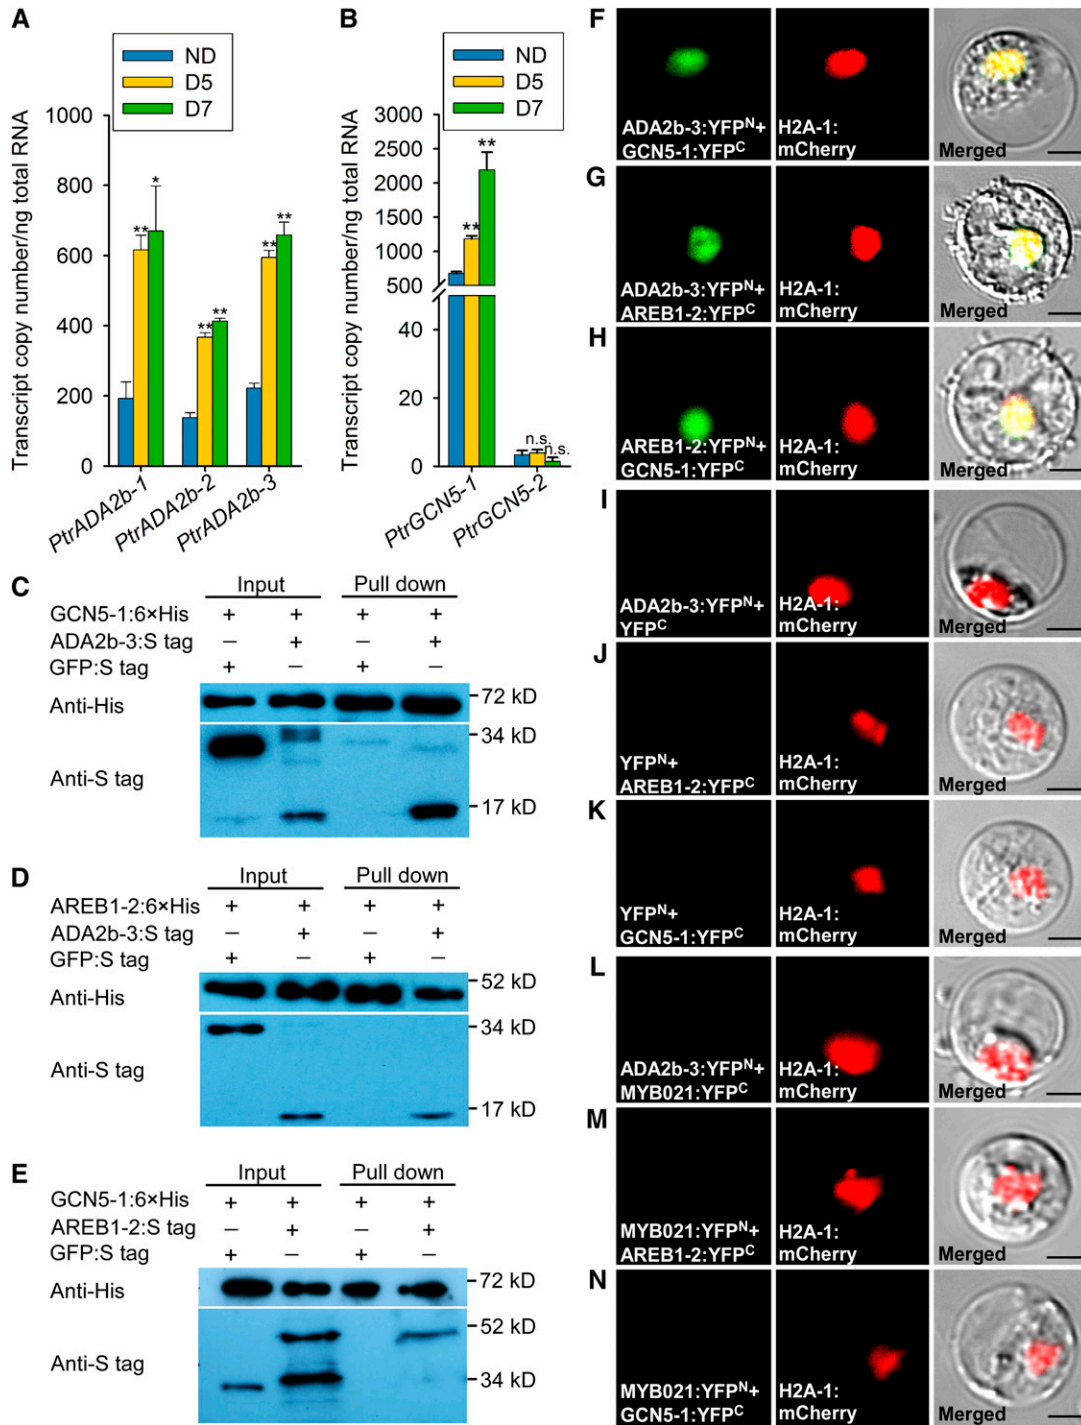 A
ND
D5
D7
Transcript copy number/ng total RNA
1000
800
600
400
200
0
**
*
**
**
**
**
PtrADA2b-1
PtrADA2b-2
PtrADA2b-3
B
ND
D5
D7
Transcript copy number/ng total RNA
3000
2500
2000
1500
1000
500
40
20
0
**
**
n.s.
n.s.
PtrGCN5-1
PtrGCN5-2
C
Input Pull down
GCN5-1:6×His + + + +
ADA2b-3:S tag − + − +
GFP:S tag + − + −
Anti-His
72 kD
34 kD
Anti-S tag
17 kD
D
Input Pull down
AREB1-2:6×His + + + +
ADA2b-3:S tag − + − +
GFP:S tag + − + −
Anti-His
52 kD
34 kD
Anti-S tag
17 kD
E
Input Pull down
GCN5-1:6×His + + + +
AREB1-2:S tag − + − +
GFP:S tag + − + −
Anti-His
72 kD
52 kD
Anti-S tag
34 kD
F
ADA2b-3:YFPᴺ+
GCN5-1:YFPᶜ
H2A-1:
mCherry
Merged
G
ADA2b-3:YFPᴺ+
AREB1-2:YFPᶜ
H2A-1:
mCherry
Merged
H
AREB1-2:YFPᴺ+
GCN5-1:YFPᶜ
H2A-1:
mCherry
Merged
I
ADA2b-3:YFPᴺ+
YFPᶜ
H2A-1:
mCherry
Merged
J
YFPᴺ+
AREB1-2:YFPᶜ
H2A-1:
mCherry
Merged
K
YFPᴺ+
GCN5-1:YFPᶜ
H2A-1:
mCherry
Merged
L
ADA2b-3:YFPᴺ+
MYB021:YFPᶜ
H2A-1:
mCherry
Merged
M
MYB021:YFPᴺ+
AREB1-2:YFPᶜ
H2A-1:
mCherry
Merged
N
MYB021:YFPᴺ+
GCN5-1:YFPᶜ
H2A-1:
mCherry
Merged